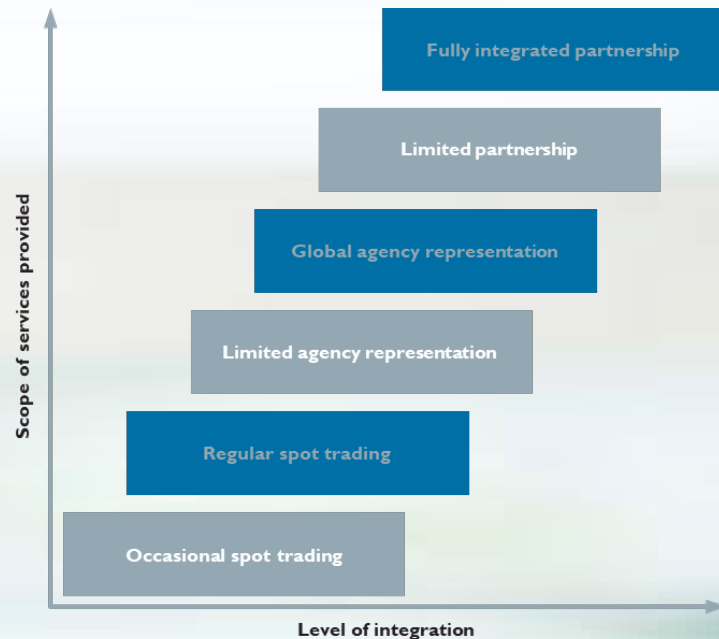 Fully integrated partnership
Limited partnership
Global agency representation
Limited agency representation
Regular spot trading
Occasional spot trading
Scope of services provided
Level of integration